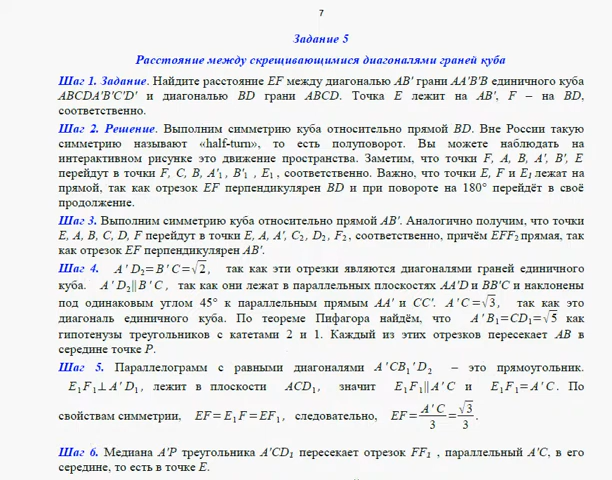 7
Задание 5
Расстояние между скрещивающимися диагоналями граней куба
Шаг 1. Задание. Найдите расстояние EF между диагональю AB' грани AA'B'B единичного куба
ABCDA'B'C'D' и диагональю BD грани ABCD. Точка E лежит на AB', F – на BD,
соответственно.
Шаг 2. Решение. Выполним симметрию куба относительно прямой BD. Вне России такую
симметрию называют «half-turn», то есть полуповорот. Вы можете наблюдать на
интерактивном рисунке это движение пространства. Заметим, что точки F, A, B, A', B', E
перейдут в точки F, C, B, A'₁ , B'₁ , E₁ , соответственно. Важно, что точки E, F и E₁ лежат на
прямой, так как отрезок EF перпендикулярен BD и при повороте на 180° перейдёт в своё
продолжение.
Шаг 3. Выполним симметрию куба относительно прямой AB'. Аналогично получим, что точки
E, A, B, C, D, F перейдут в точки E, A, A', C₂, D₂, F₂, соответственно, причём EFF₂ прямая, так
как отрезок EF перпендикулярен AB'.
Шаг 4. A'D₂=B'C=√2, так как эти отрезки являются диагоналями граней единичного
куба. A'D₂∥B'C, так как они лежат в параллельных плоскостях AA'D и BB'C и наклонены
под одинаковым углом 45° к параллельным прямым AA' и CC'. A'C=√3, так как это
диагональ единичного куба. По теореме Пифагора найдём, что A'B₁=CD₁=√5 как
гипотенузы треугольников с катетами 2 и 1. Каждый из этих отрезков пересекает AB в
середине точке P.
Шаг 5. Параллелограмм с равными диагоналями A'CB₁'D₂ – это прямоугольник.
E₁F₁⊥A'D₁, лежит в плоскости ACD₁, значит E₁F₁∥A'C и E₁F₁=A'C. По
свойствам симметрии, EF=E₁F=EF₁, следовательно, EF=A'C/3=√3/3.
Шаг 6. Медиана A'P треугольника A'CD₁ пересекает отрезок FF₁ , параллельный A'C, в его
середине, то есть в точке E.